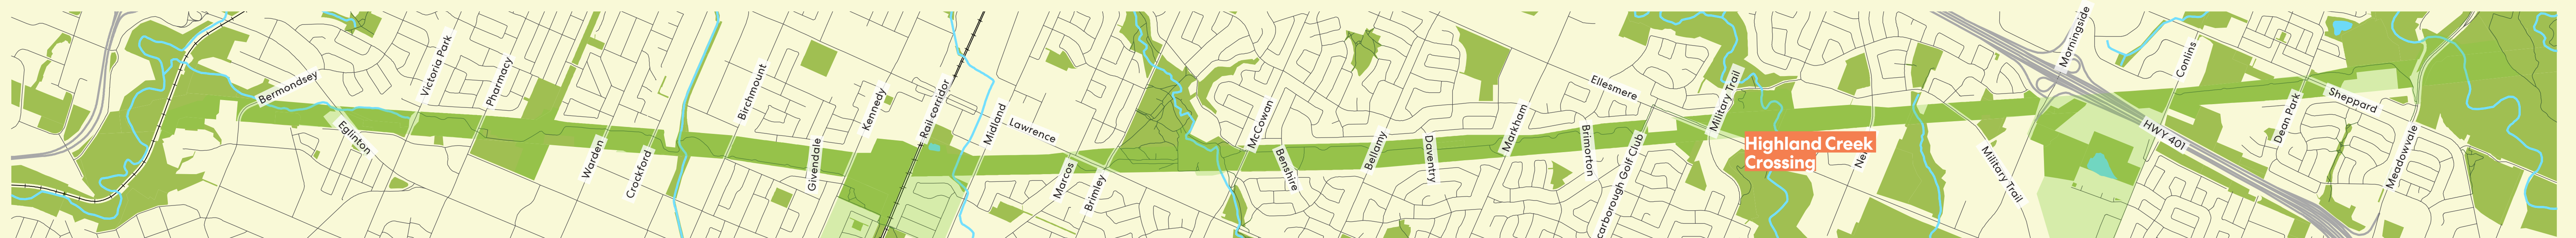 Bermondsey
Eglinton
Victoria Park
Pharmacy
Warden
Crockford
Birchmount
Givendale
Kennedy
Rail corridor
Midland
Lawrence
Marcos
Brimley
McCowan
Benshire
Bellamy
Daventry
Markham
Ellesmere
Brimorton
carborough Golf Club
Military Trail
Highland Creek
Crossing
Ne
Military Trail
Morningside
Conlins
HWY 401
Dean Park
Sheppard
Meadowvale